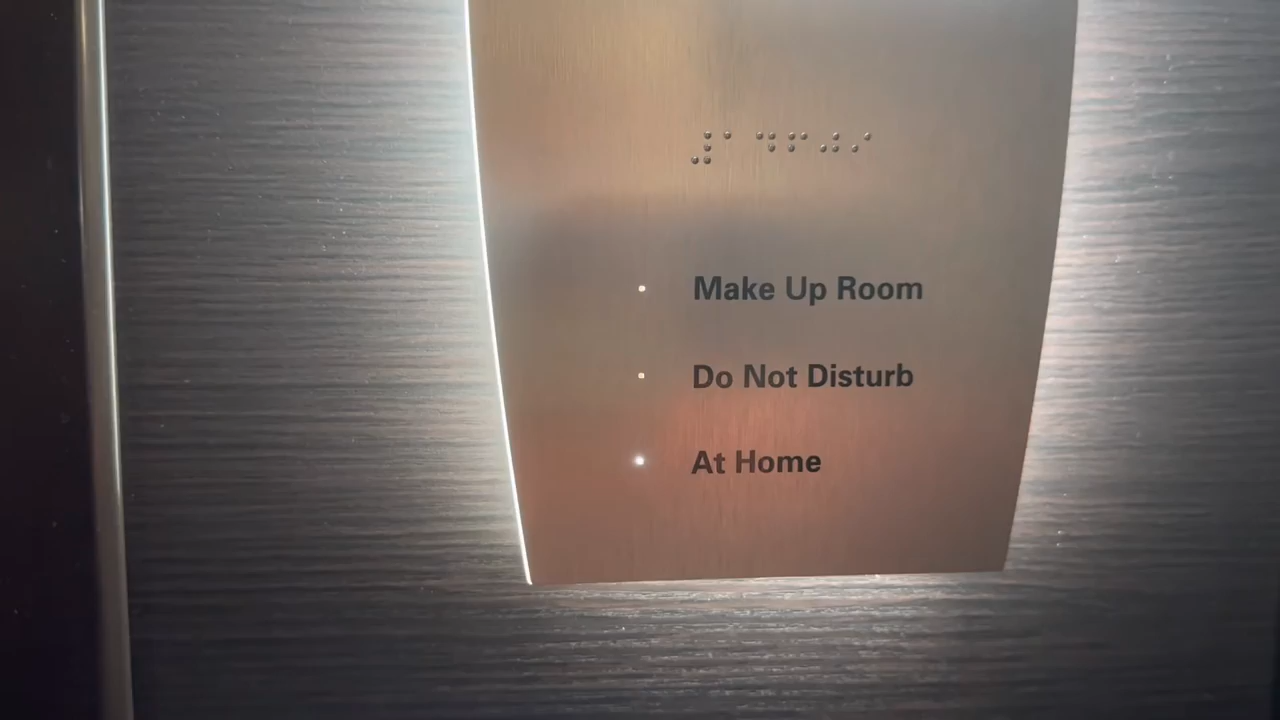 ⠼⠁⠙⠋⠚⠊
Make Up Room
Do Not Disturb
At Home